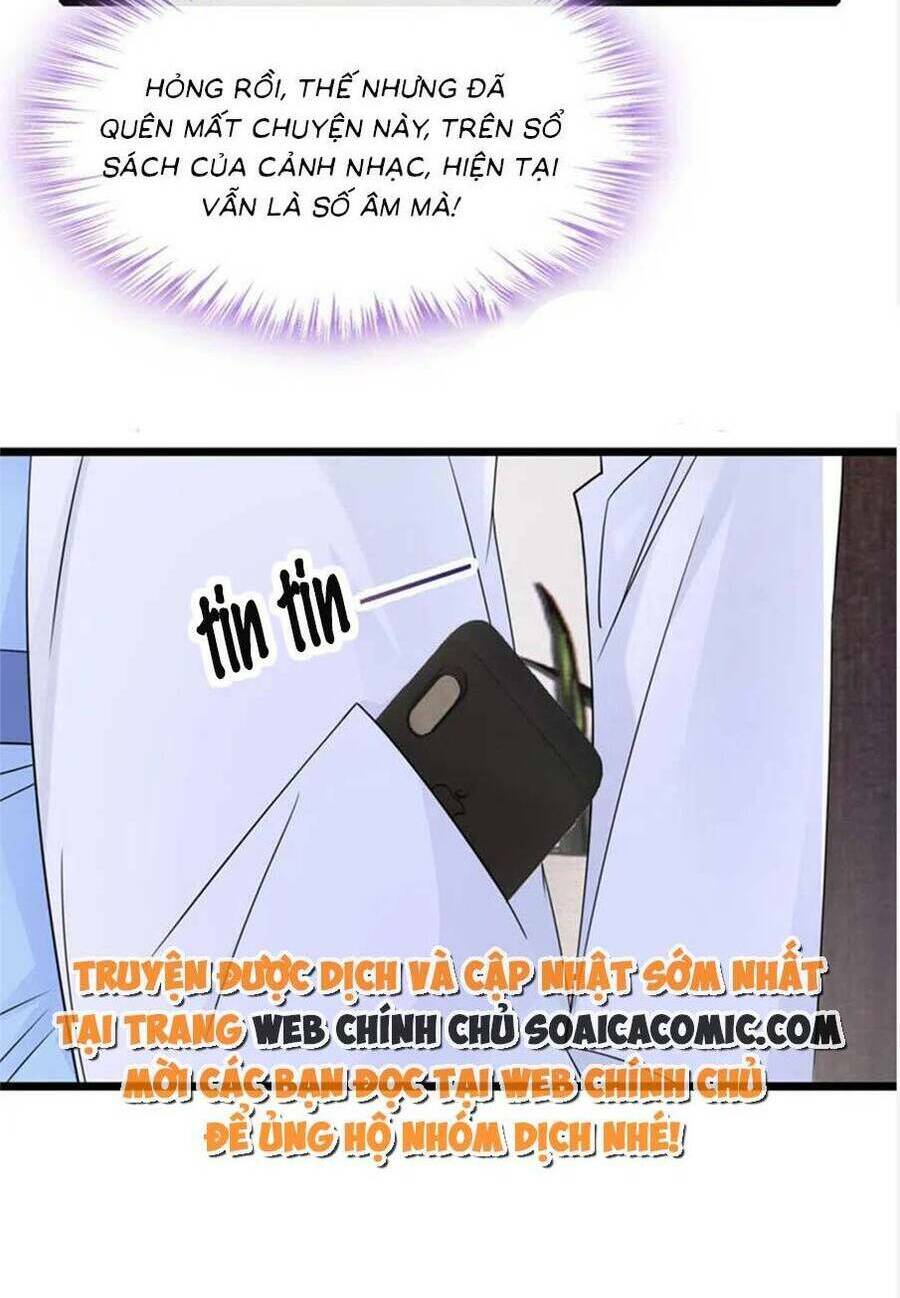 HỎNG RỒI, THẾ NHƯNG ĐÃ
QUÊN MẤT CHUYỆN NÀY, TRÊN SỔ
SÁCH CỦA CẢNH NHẠC, HIỆN TẠI
VẪN LÀ SỐ ÂM MÀ!
tin tin
TRUYỆN ĐƯỢC DỊCH VÀ CẬP NHẬT SỚM NHẤT
TẠI TRANG WEB CHÍNH CHỦ SOAICACOMIC.COM
MỜI CÁC BẠN ĐỌC TẠI WEB CHÍNH CHỦ
ĐỂ ỦNG HỘ NHÓM DỊCH NHÉ!